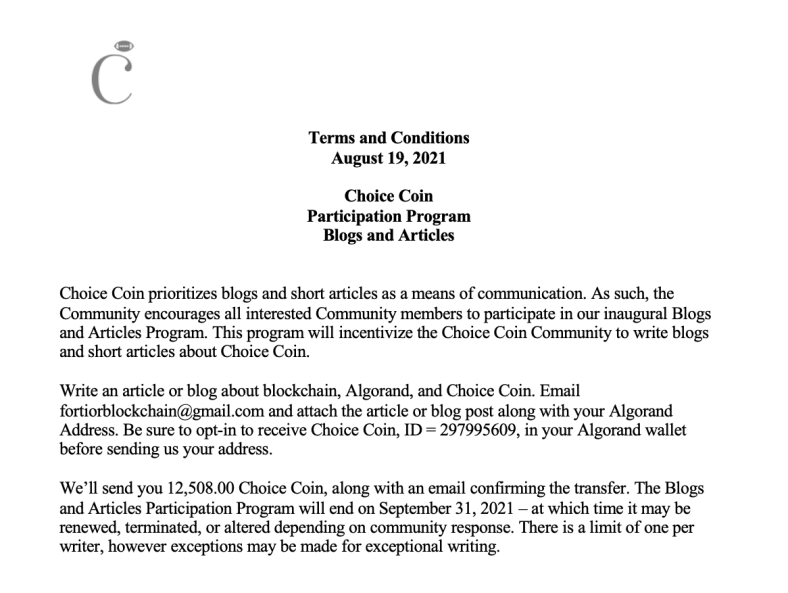 Terms and Conditions
August 19, 2021
Choice Coin
Participation Program
Blogs and Articles
Choice Coin prioritizes blogs and short articles as a means of communication. As such, the
Community encourages all interested Community members to participate in our inaugural Blogs
and Articles Program. This program will incentivize the Choice Coin Community to write blogs
and short articles about Choice Coin.
Write an article or blog about blockchain, Algorand, and Choice Coin. Email
fortiorblockchain@gmail.com and attach the article or blog post along with your Algorand
Address. Be sure to opt-in to receive Choice Coin, ID = 297995609, in your Algorand wallet
before sending us your address.
We’ll send you 12,508.00 Choice Coin, along with an email confirming the transfer. The Blogs
and Articles Participation Program will end on September 31, 2021 – at which time it may be
renewed, terminated, or altered depending on community response. There is a limit of one per
writer, however exceptions may be made for exceptional writing.